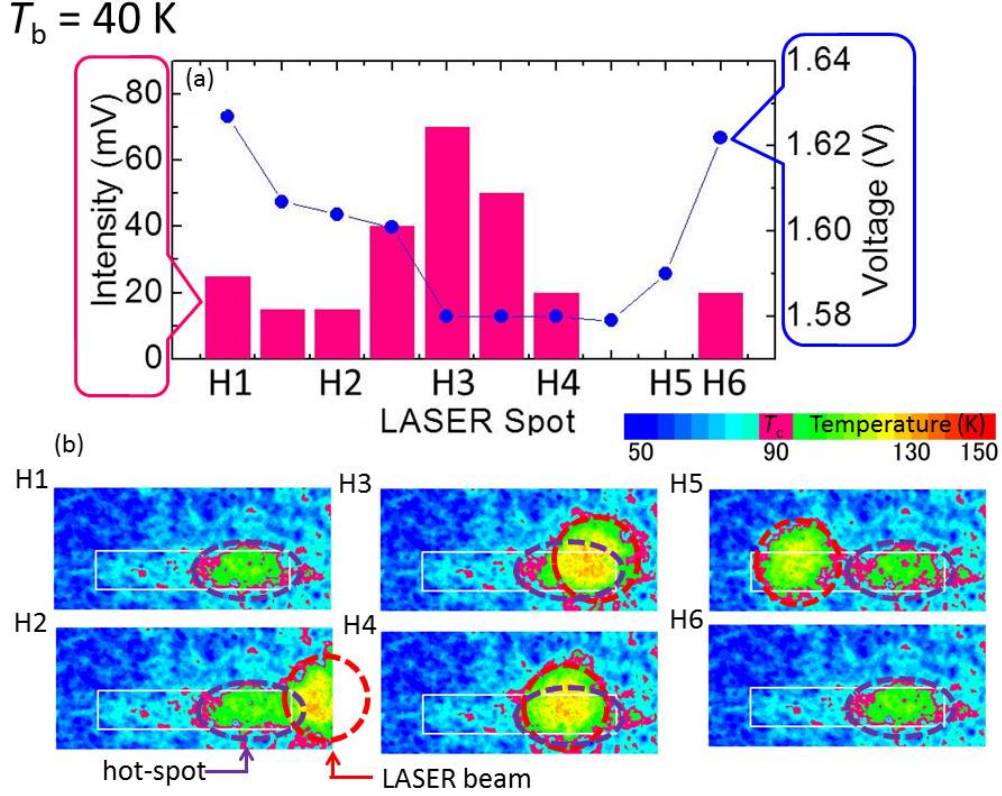 T_b = 40 K
(a)
Intensity (mV)
80
60
40
20
0
1.64
1.62
1.60
1.58
Voltage (V)
H1 H2 H3 H4 H5 H6
LASER Spot
T_c Temperature (K)
50 90 130 150
(b)
H1
H3
H5
H2
H4
H6
hot-spot
LASER beam